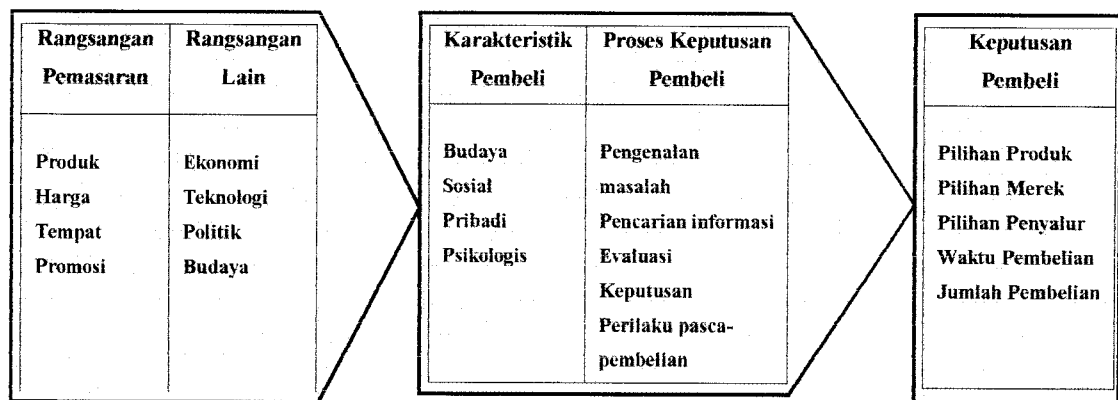 Rangsangan
Pemasaran
Produk
Harga
Tempat
Promosi
Rangsangan
Lain
Ekonomi
Teknologi
Politik
Budaya
Karakteristik
Pembeli
Budaya
Sosial
Pribadi
Psikologis
Proses Keputusan
Pembeli
Pengenalan
masalah
Pencarian informasi
Evaluasi
Keputusan
Perilaku pasca-
pembelian
Keputusan
Pembeli
Pilihan Produk
Pilihan Merek
Pilihan Penyalur
Waktu Pembelian
Jumlah Pembelian